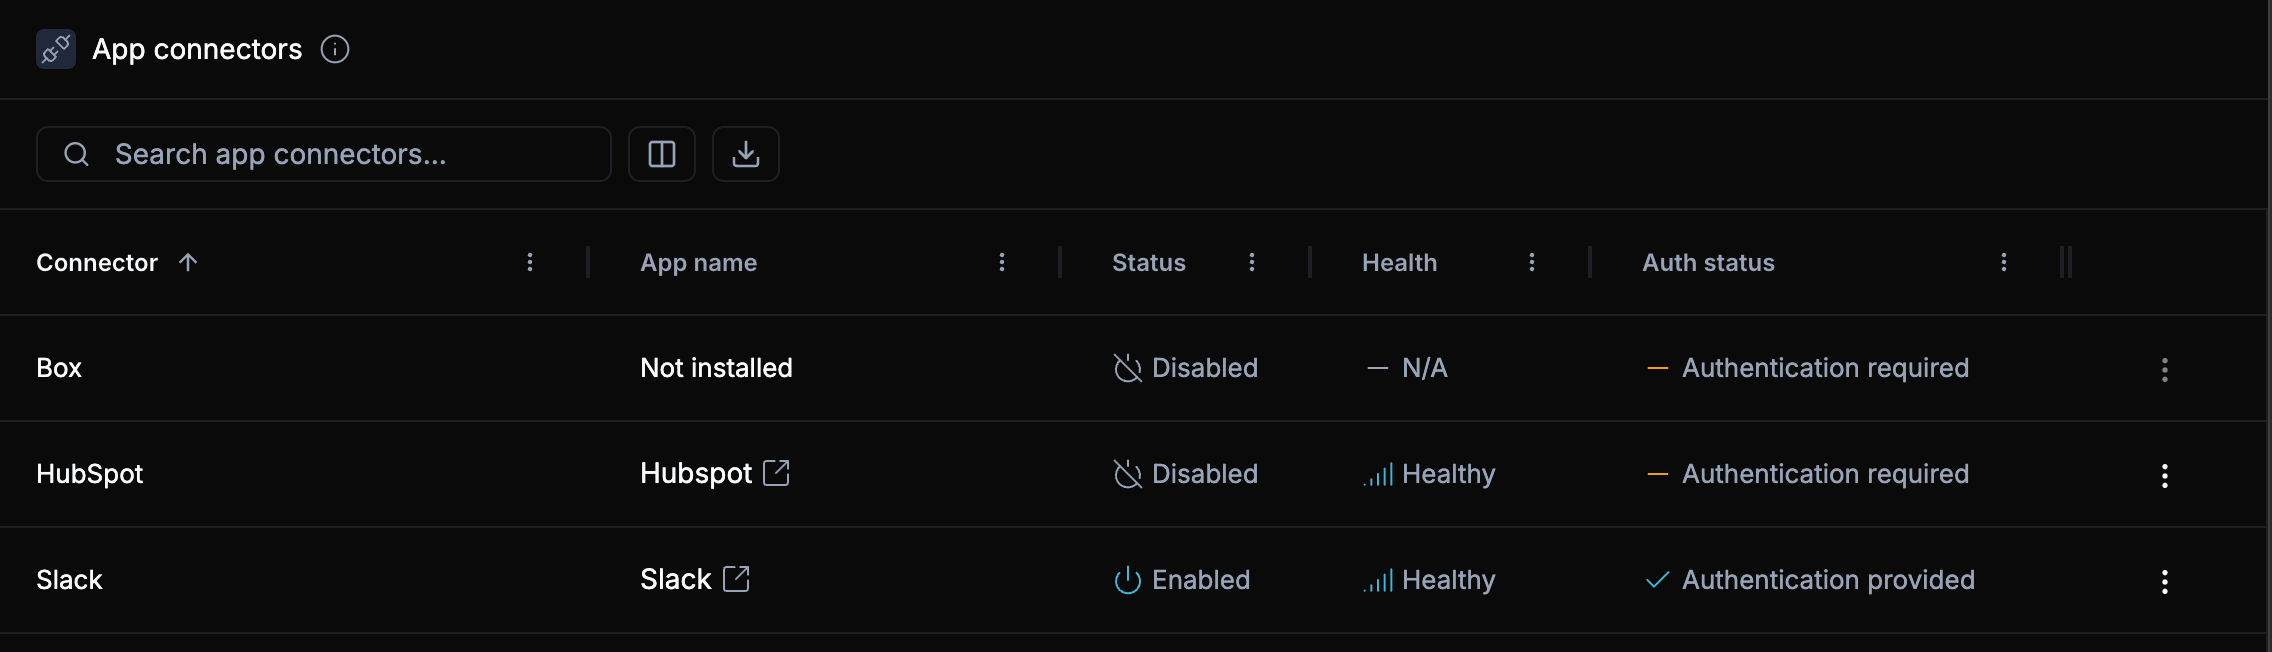 App connectors
Search app connectors...
Connector App name Status Health Auth status
Box Not installed Disabled N/A Authentication required
HubSpot Hubspot Disabled Healthy Authentication required
Slack Slack Enabled Healthy Authentication provided